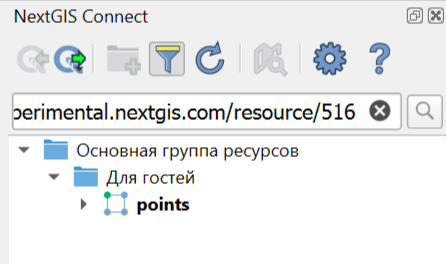 NextGIS Connect
perimental.nextgis.com/resource/516
Основная группа ресурсов
Для гостей
points